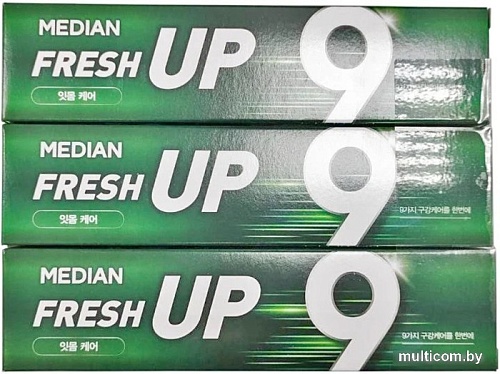 MEDIAN
FRESH UP 9
잇몸 케어
MEDIAN
FRESH UP 9
잇몸 케어
9가지 구강케어를 한번에
MEDIAN
FRESH UP 9
잇몸 케어
9가지 구강케어를 한번에
multicom.by